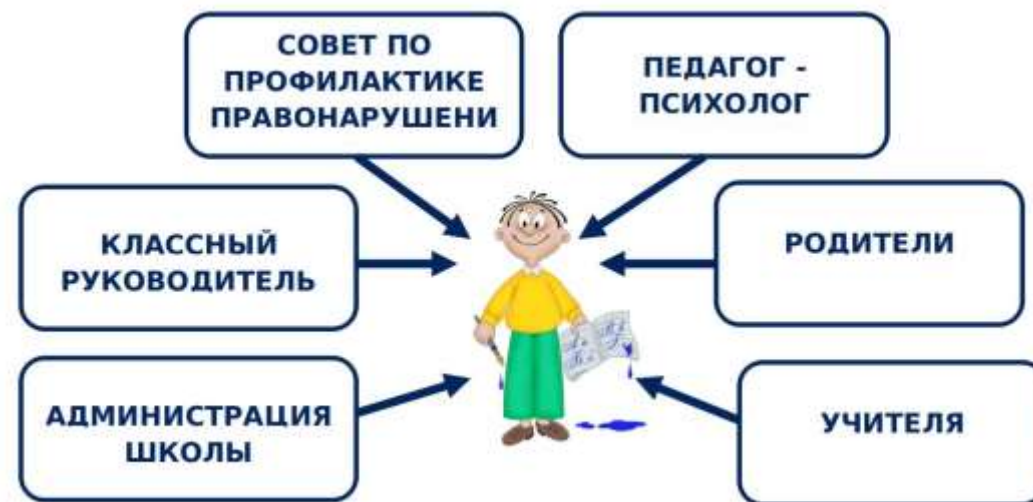 СОВЕТ ПО
ПРОФИЛАКТИКЕ
ПРАВОНАРУШЕНИ
ПЕДАГОГ -
ПСИХОЛОГ
КЛАССНЫЙ
РУКОВОДИТЕЛЬ
РОДИТЕЛИ
АДМИНИСТРАЦИЯ
ШКОЛЫ
УЧИТЕЛЯ